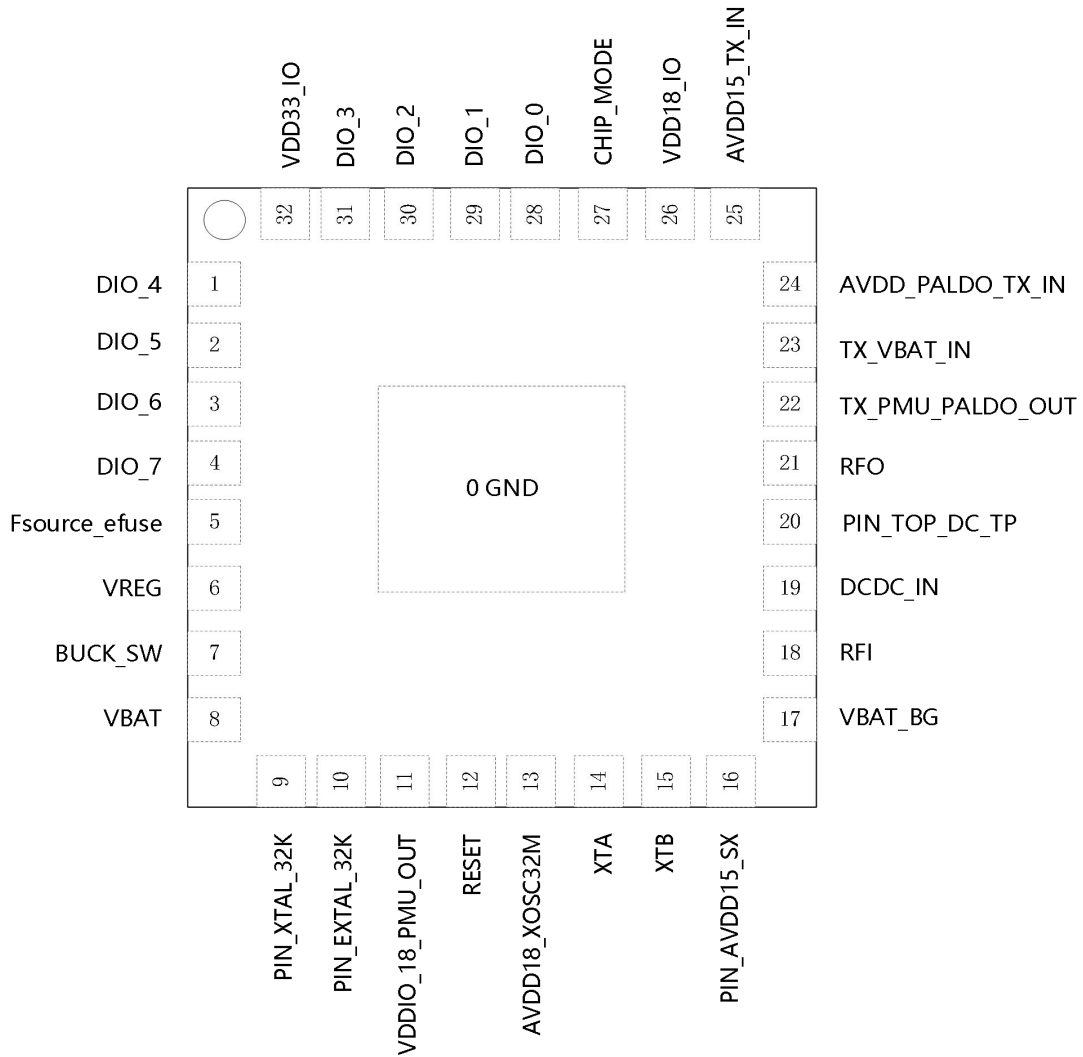 VDD33_IO
DIO_3
DIO_2
DIO_1
DIO_0
CHIP_MODE
VDD18_IO
AVDD15_TX_IN
32
31
30
29
28
27
26
25
DIO_4 1
24 AVDD_PALDO_TX_IN
DIO_5 2
23 TX_VBAT_IN
DIO_6 3
22 TX_PMU_PALDO_OUT
DIO_7 4
21 RFO
0 GND
Fsource_efuse 5
20 PIN_TOP_DC_TP
VREG 6
19 DCDC_IN
BUCK_SW 7
18 RFI
VBAT 8
17 VBAT_BG
9
10
11
12
13
14
15
16
PIN_XTAL_32K
PIN_EXTAL_32K
VDDIO_18_PMU_OUT
RESET
AVDD18_XOSC32M
XTA
XTB
PIN_AVDD15_SX